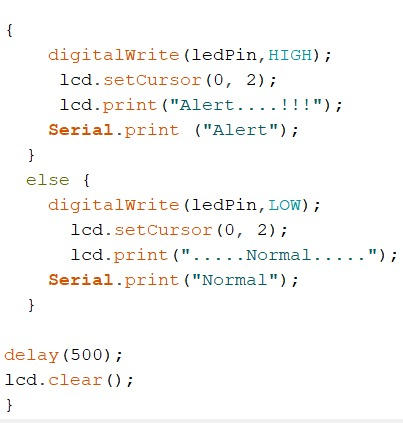 {
digitalWrite(ledPin,HIGH);
lcd.setCursor(0, 2);
lcd.print("Alert....!!!");
Serial.print ("Alert");
}
else {
digitalWrite(ledPin,LOW);
lcd.setCursor(0, 2);
lcd.print(".....Normal.....");
Serial.print("Normal");
}
delay(500);
lcd.clear();
}